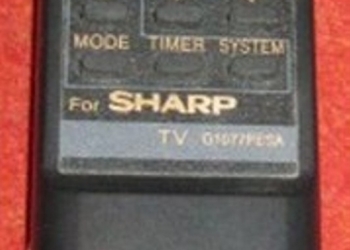 MODE TIMER SYSTEM
For SHARP
TV G1077PESA